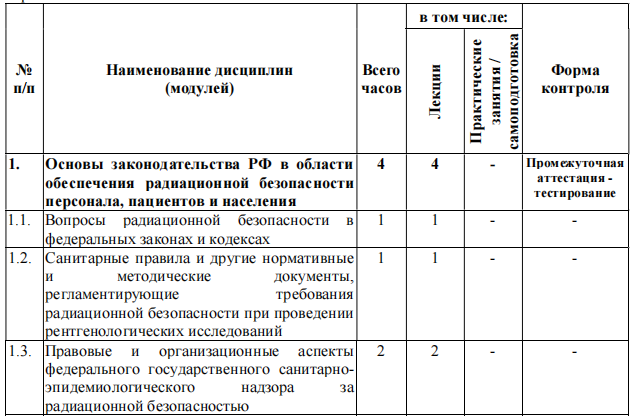 №
п/п
Наименование дисциплин
(модулей)
Всего
часов
в том числе:
Лекции
Практические
занятия /
самоподготовка
Форма
контроля
1.
Основы законодательства РФ в области
обеспечения радиационной безопасности
персонала, пациентов и населения
4
4
-
Промежуточная
аттестация -
тестирование
1.1.
Вопросы радиационной безопасности в
федеральных законах и кодексах
1
1
-
-
1.2.
Санитарные правила и другие нормативные
и методические документы,
регламентирующие требования
радиационной безопасности при проведении
рентгенологических исследований
1
1
-
-
1.3.
Правовые и организационные аспекты
федерального государственного санитарно-
эпидемиологического надзора за
радиационной безопасностью
2
2
-
-